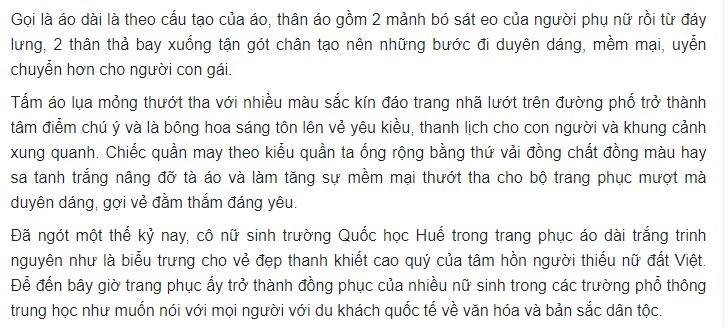 Gọi là áo dài là theo cấu tạo của áo, thân áo gồm 2 mảnh bó sát eo của người phụ nữ rồi từ đáy
lưng, 2 thân thả bay xuống tận gót chân tạo nên những bước đi duyên dáng, mềm mại, uyển
chuyển hơn cho người con gái.
Tấm áo lụa mỏng thướt tha với nhiều màu sắc kín đáo trang nhã lướt trên đường phố trở thành
tâm điểm chú ý và là bông hoa sáng tôn lên vẻ yêu kiều, thanh lịch cho con người và khung cảnh
xung quanh. Chiếc quần may theo kiểu quần ta ống rộng bằng thứ vải đồng chất đồng màu hay
sa tanh trắng nâng đỡ tà áo và làm tăng sự mềm mại thướt tha cho bộ trang phục mượt mà
duyên dáng, gợi vẻ đằm thắm đáng yêu.
Đã ngót một thế kỷ nay, cô nữ sinh trường Quốc học Huế trong trang phục áo dài trắng trinh
nguyên như là biểu trưng cho vẻ đẹp thanh khiết cao quý của tâm hồn người thiếu nữ đất Việt.
Để đến bây giờ trang phục ấy trở thành đồng phục của nhiều nữ sinh trong các trường phổ thông
trung học như muốn nói với mọi người với du khách quốc tế về văn hóa và bản sắc dân tộc.